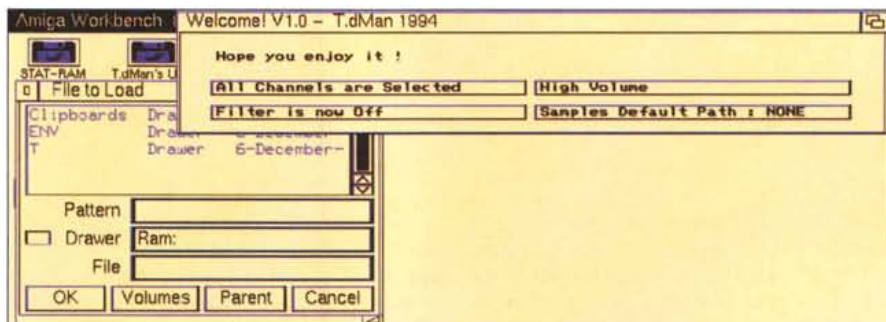 Amiga Workbench
Welcome! V1.0 – T.dMan 1994
STAT-RAM
T.dMan's
Hope you enjoy it !
All Channels are Selected
High Volume
Filter is now Off
Samples Default Path : NONE
File to Load
Clipboards
ENV
T Drawer 6-December-
Pattern
Drawer Ram:
File
OK Volumes Parent Cancel